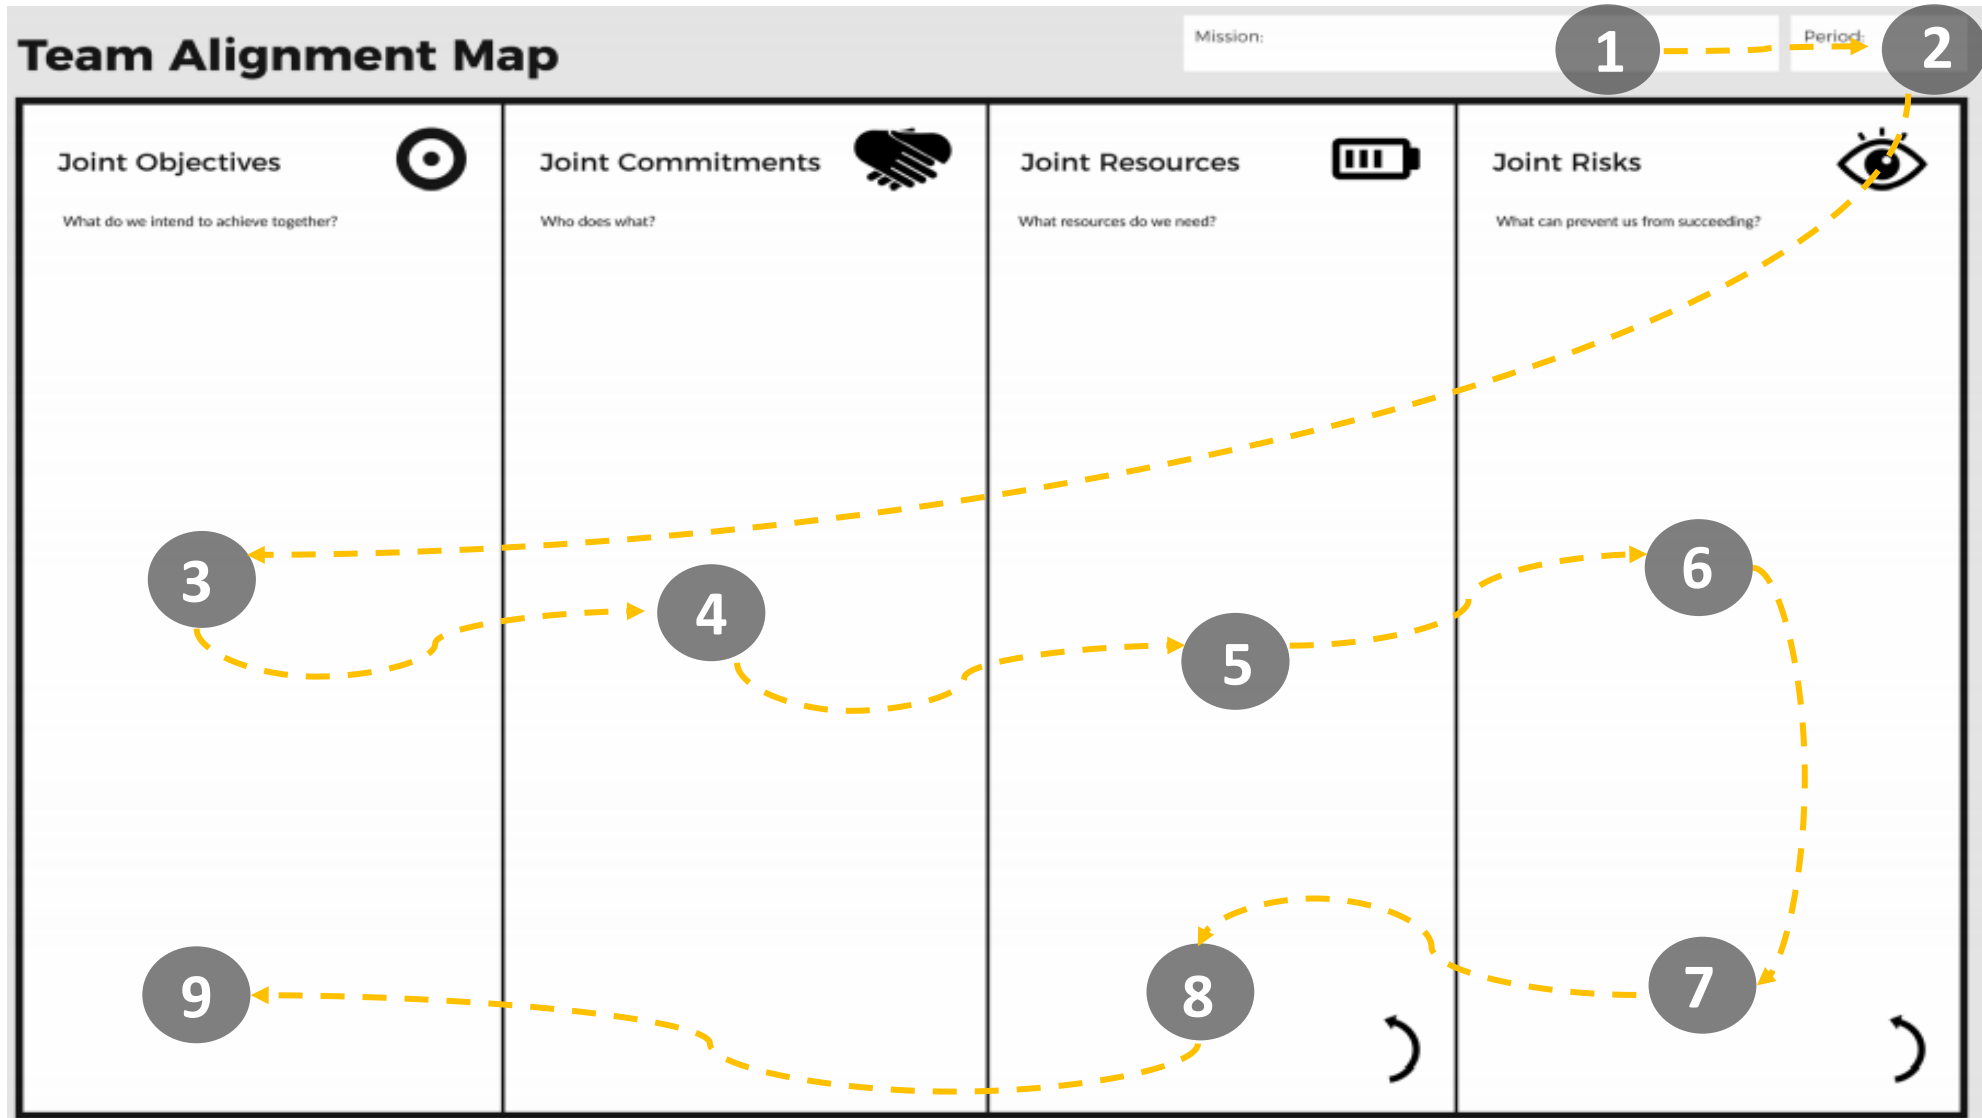 Team Alignment Map
Mission:
1
Period:
2
Joint Objectives
Joint Commitments
Joint Resources
Joint Risks
What do we intend to achieve together?
Who does what?
What resources do we need?
What can prevent us from succeeding?
3
4
5
6
7
8
9